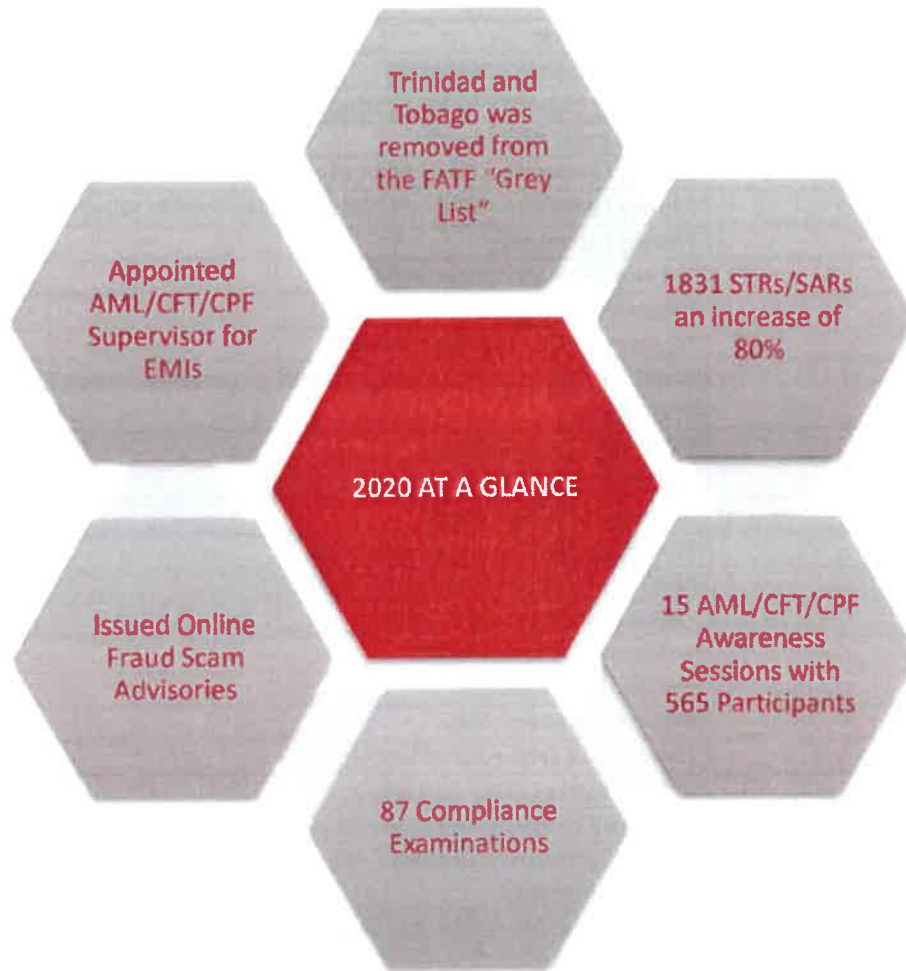 Trinidad and
Tobago was
removed from
the FATF "Grey
List"
Appointed
AML/CFT/CPF
Supervisor for
EMIs
1831 STRs/SARs
an increase of
80%
2020 AT A GLANCE
Issued Online
Fraud Scam
Advisories
15 AML/CFT/CPF
Awareness
Sessions with
565 Participants
87 Compliance
Examinations